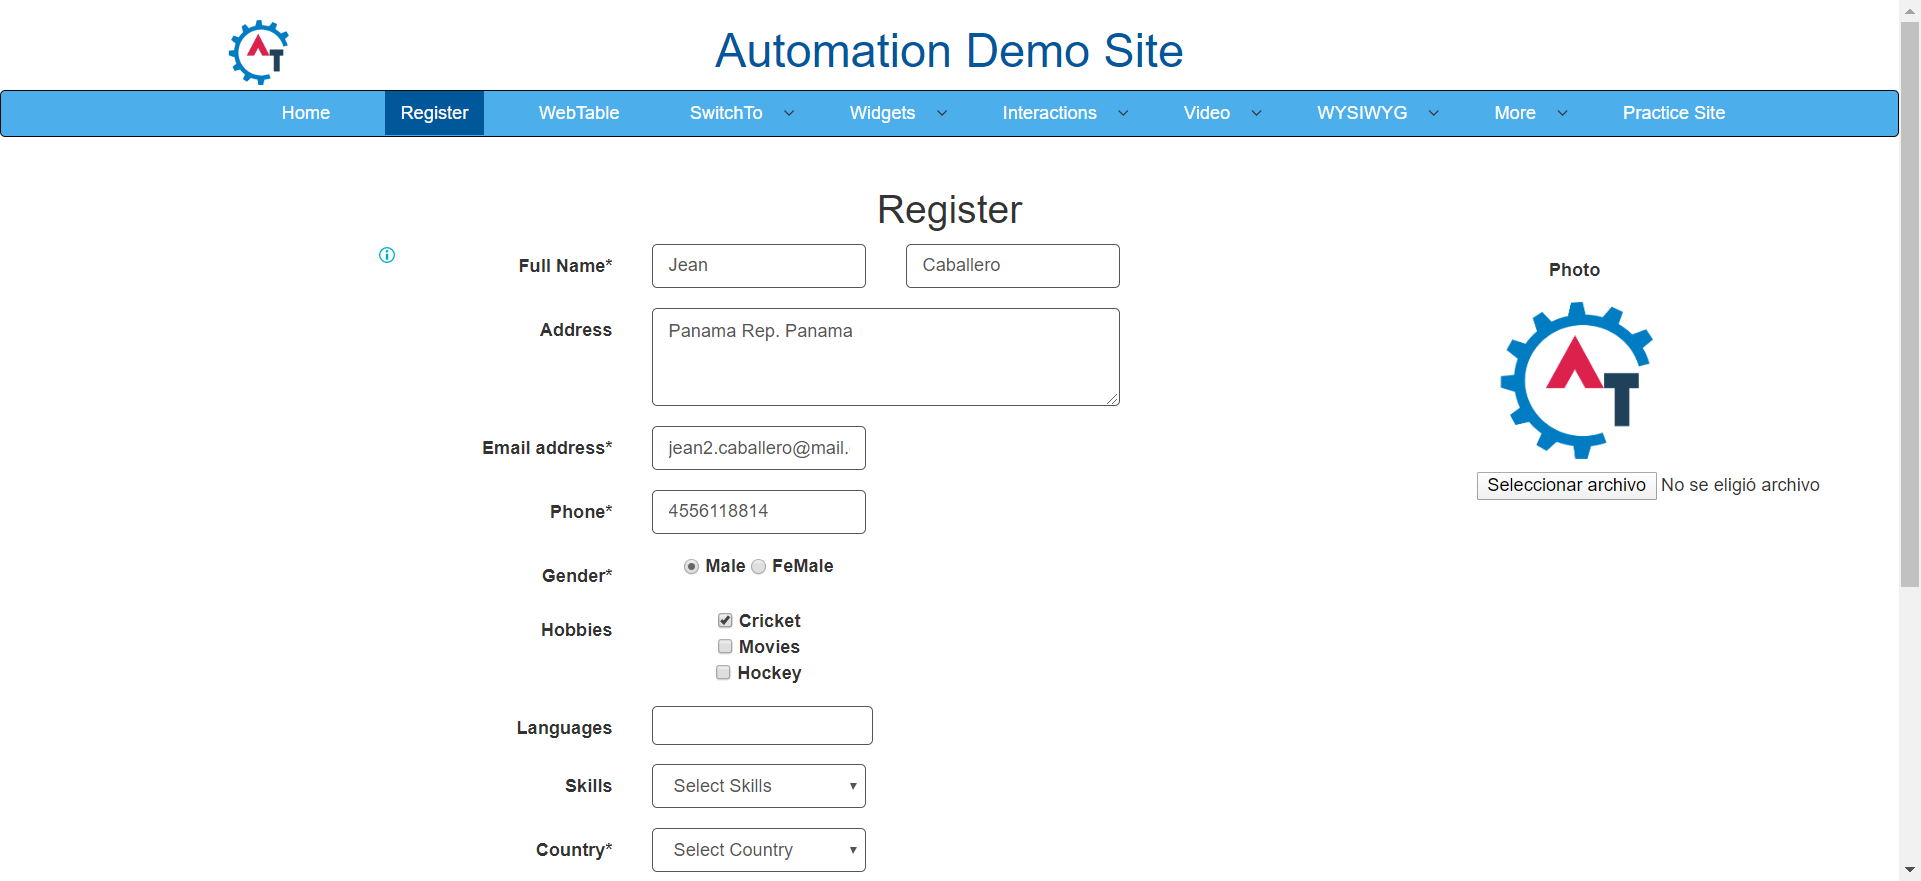 AT
Automation Demo Site
Home Register WebTable SwitchTo Widgets Interactions Video WYSIWYG More Practice Site
Register
Full Name* Jean Caballero
Photo
Address Panama Rep. Panama
AT
Email address* jean2.caballero@mail.
Seleccionar archivo No se eligió archivo
Phone* 4556118814
Gender* Male FeMale
Hobbies Cricket
Movies
Hockey
Languages
Skills Select Skills
Country* Select Country